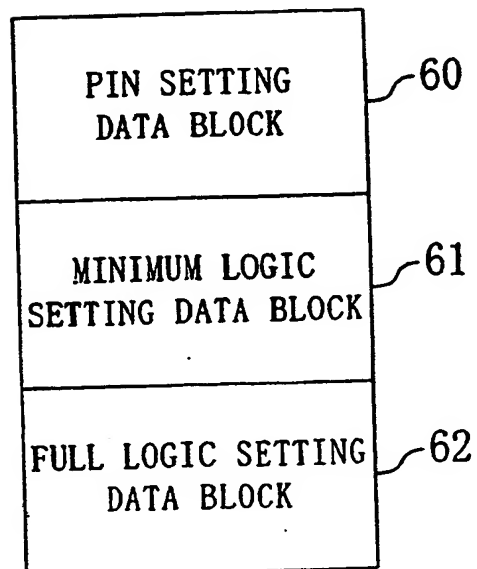 PIN SETTING
DATA BLOCK
60
MINIMUM LOGIC
SETTING DATA BLOCK
61
FULL LOGIC SETTING
DATA BLOCK
62